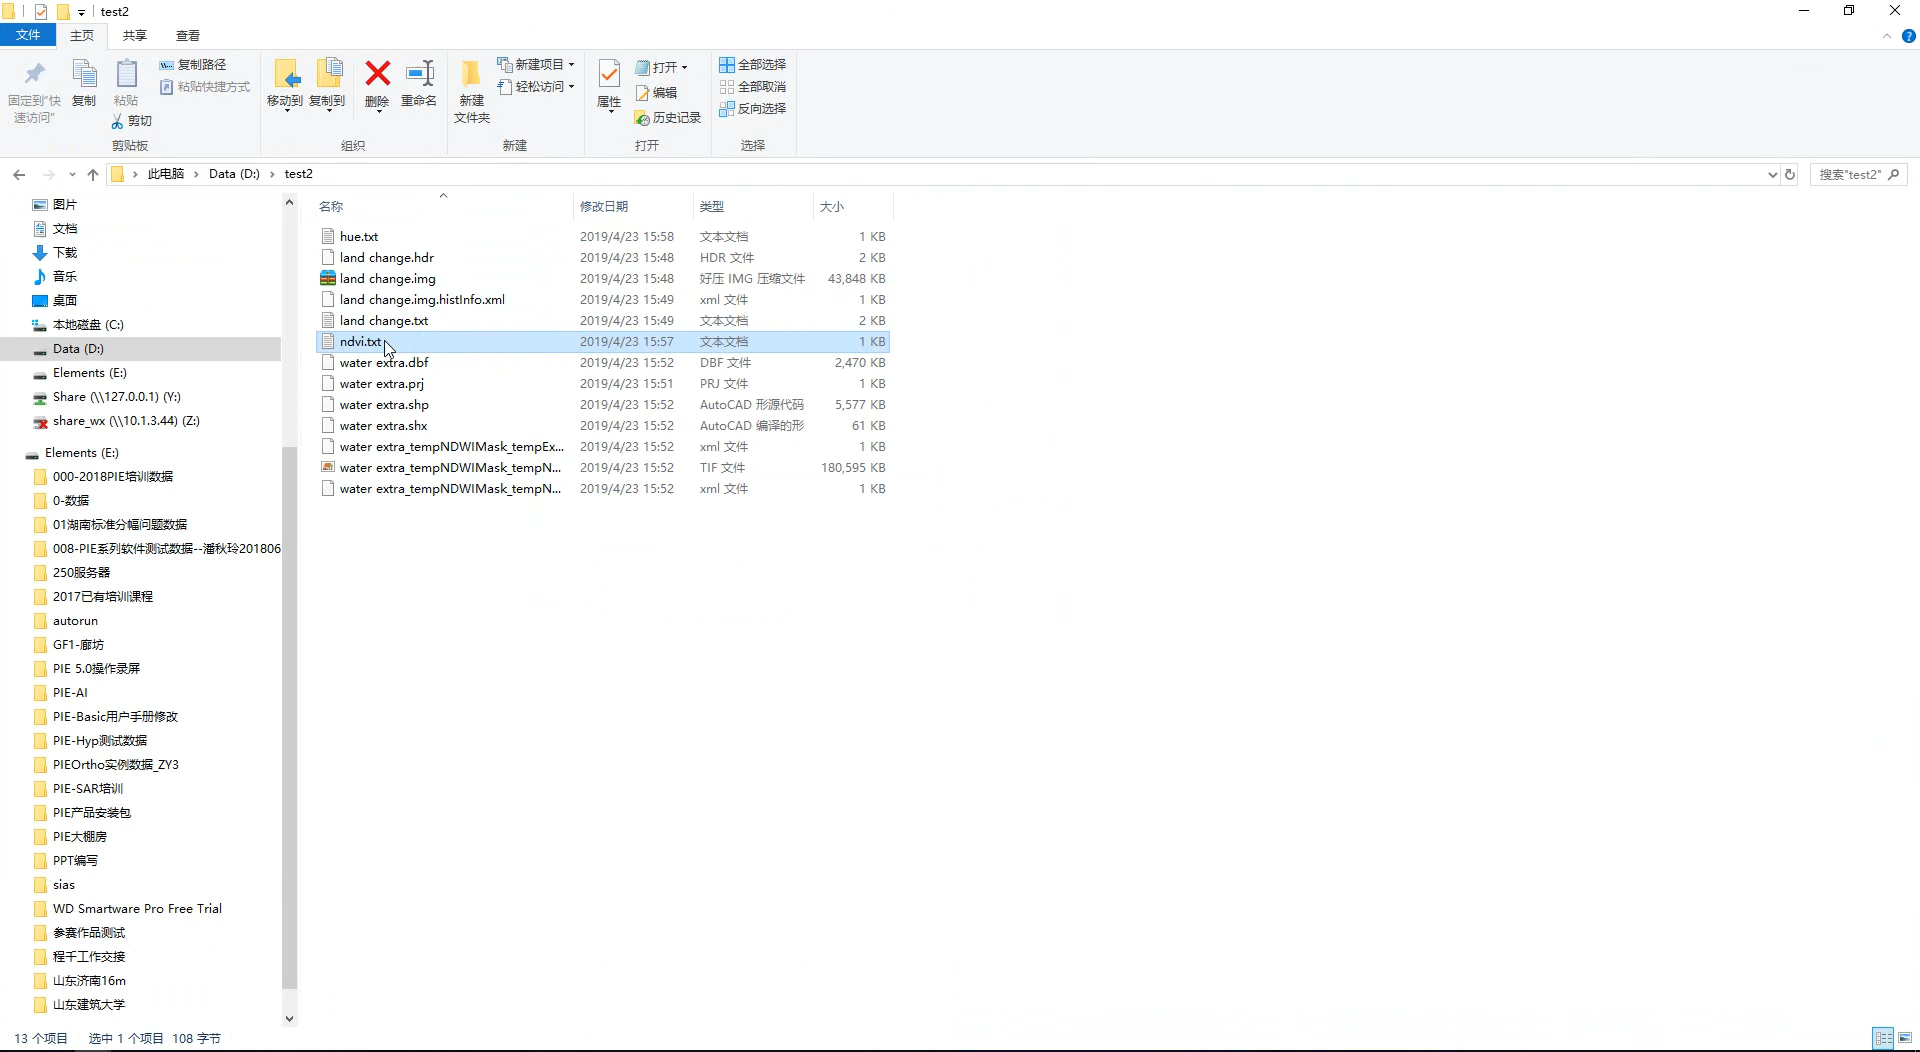 test2
文件 主页 共享 查看
固定到"快速访问"
复制
粘贴
复制路径
粘贴快捷方式
剪切
剪贴板
移动到
复制到
删除
重命名
组织
新建
文件夹
新建项目
轻松访问
新建
属性
打开
编辑
历史记录
打开
全部选择
全部取消
反向选择
选择
此电脑 Data (D:) test2
搜索"test2"
图片
文档
下载
音乐
桌面
本地磁盘 (C:)
Data (D:)
Elements (E:)
Share (\\127.0.0.1) (Y:)
share_wx (\\10.1.3.44) (Z:)
Elements (E:)
000-2018PIE培训数据
0-数据
01湖南标准分幅问题数据
008-PIE系列软件测试数据--潘秋玲201806
250服务器
2017已有培训课程
autorun
GF1-廊坊
PIE 5.0操作录屏
PIE-AI
PIE-Basic用户手册修改
PIE-Hyp测试数据
PIEOrtho实例数据_ZY3
PIE-SAR培训
PIE产品安装包
PIE大棚房
PPT编写
sias
WD Smartware Pro Free Trial
参赛作品测试
程千工作交接
山东济南16m
山东建筑大学
名称 修改日期 类型 大小
hue.txt 2019/4/23 15:58 文本文档 1 KB
land change.hdr 2019/4/23 15:48 HDR 文件 2 KB
land change.img 2019/4/23 15:48 好压 IMG 压缩文件 43,848 KB
land change.img.histInfo.xml 2019/4/23 15:49 xml 文件 1 KB
land change.txt 2019/4/23 15:49 文本文档 2 KB
ndvi.txt 2019/4/23 15:57 文本文档 1 KB
water extra.dbf 2019/4/23 15:52 DBF 文件 2,470 KB
water extra.prj 2019/4/23 15:51 PRJ 文件 1 KB
water extra.shp 2019/4/23 15:52 AutoCAD 形源代码 5,577 KB
water extra.shx 2019/4/23 15:52 AutoCAD 编译的形 61 KB
water extra_tempNDWIMask_tempEx... 2019/4/23 15:52 xml 文件 1 KB
water extra_tempNDWIMask_tempN... 2019/4/23 15:52 TIF 文件 180,595 KB
water extra_tempNDWIMask_tempN... 2019/4/23 15:52 xml 文件 1 KB
13 个项目 选中 1 个项目 108 字节